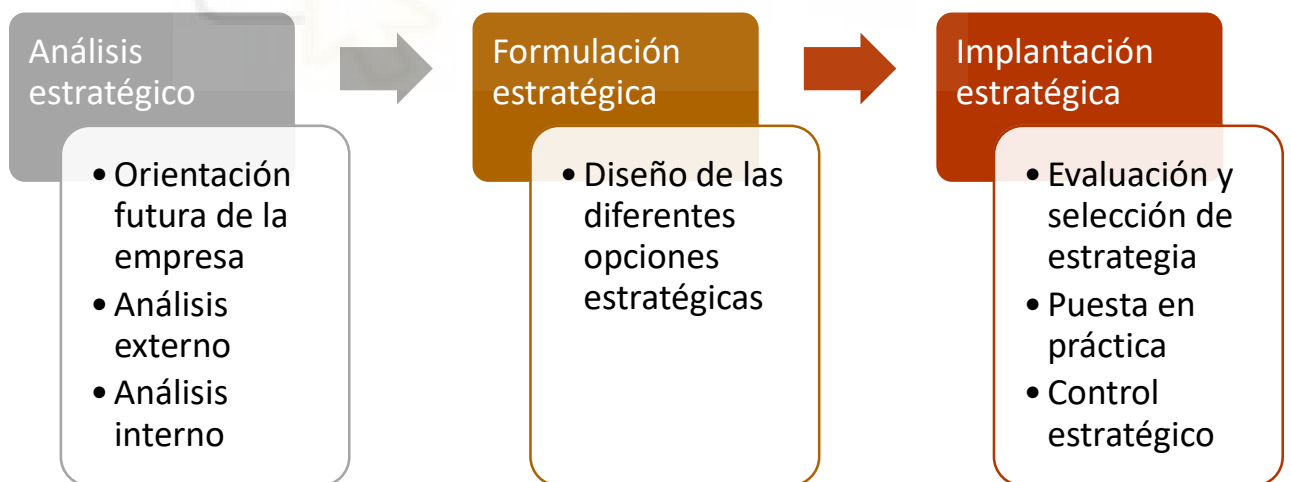 Análisis
estratégico
• Orientación
futura de la
empresa
• Análisis
externo
• Análisis
interno
Formulación
estratégica
• Diseño de las
diferentes
opciones
estratégicas
Implantación
estratégica
• Evaluación y
selección de
estrategia
• Puesta en
práctica
• Control
estratégico